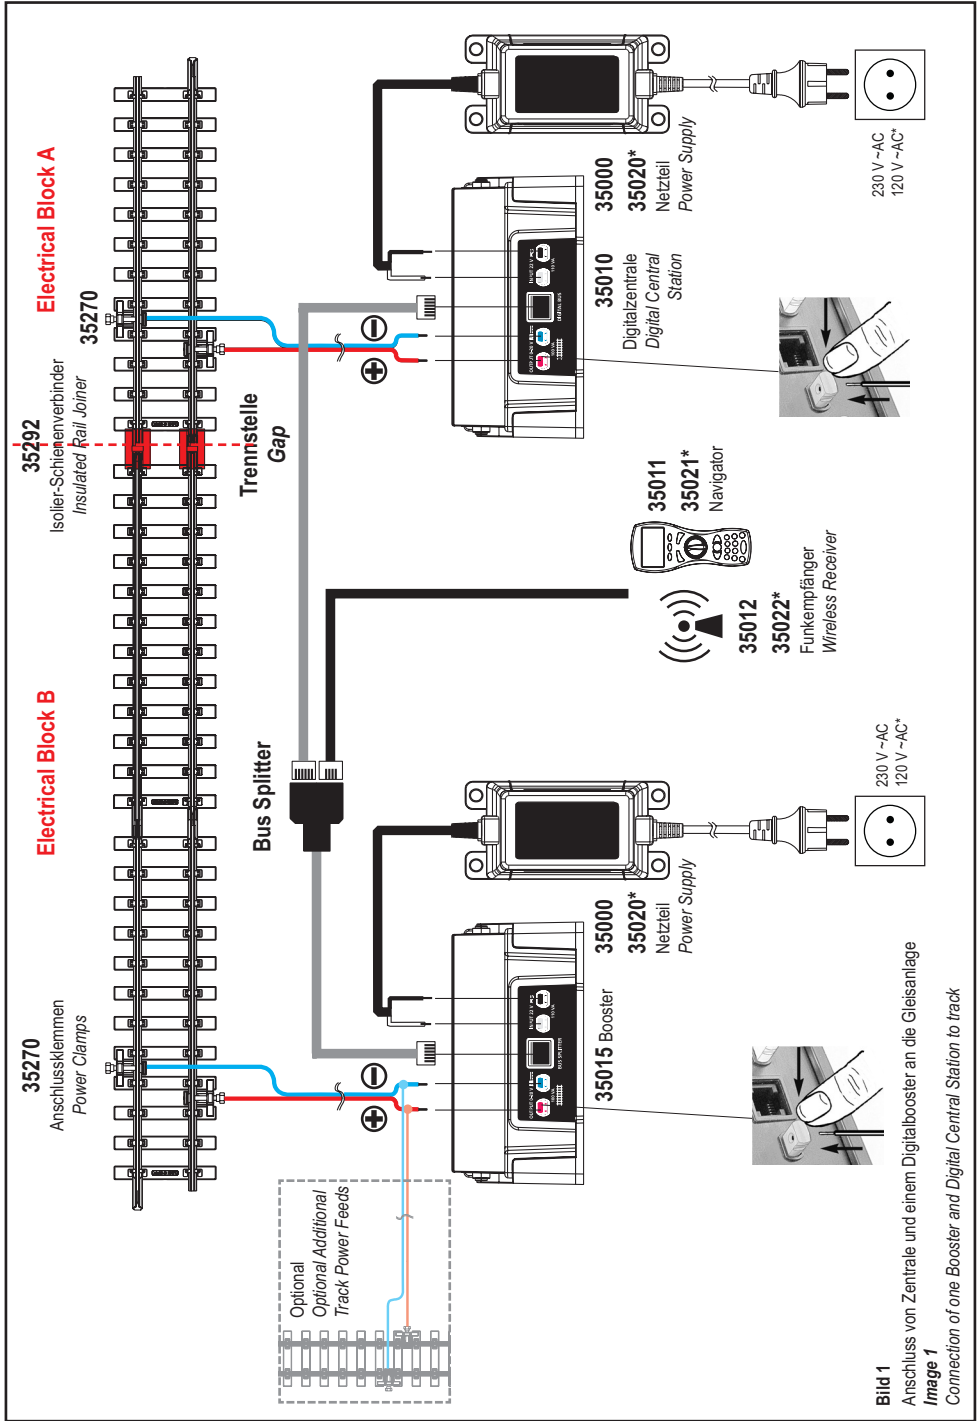 35270
Anschlussklemmen
Power Clamps
Electrical Block B
35292
Isolier-Schienenverbinder
Insulated Rail Joiner
35270
Electrical Block A
Trennstelle
Gap
Bus Splitter
Optional
Optional Additional
Track Power Feeds
+
−
+
−
35015 Booster
BUS SPLITTER
35000
35020*
Netzteil
Power Supply
230 V ~AC
120 V ~AC*
35012
35022*
Funkempfänger
Wireless Receiver
35011
35021*
Navigator
35010
Digitalzentrale
Digital Central
Station
DIGITAL BUS
35000
35020*
Netzteil
Power Supply
230 V ~AC
120 V ~AC*
Bild 1
Anschluss von Zentrale und einem Digitalbooster an die Gleisanlage
Image 1
Connection of one Booster and Digital Central Station to track